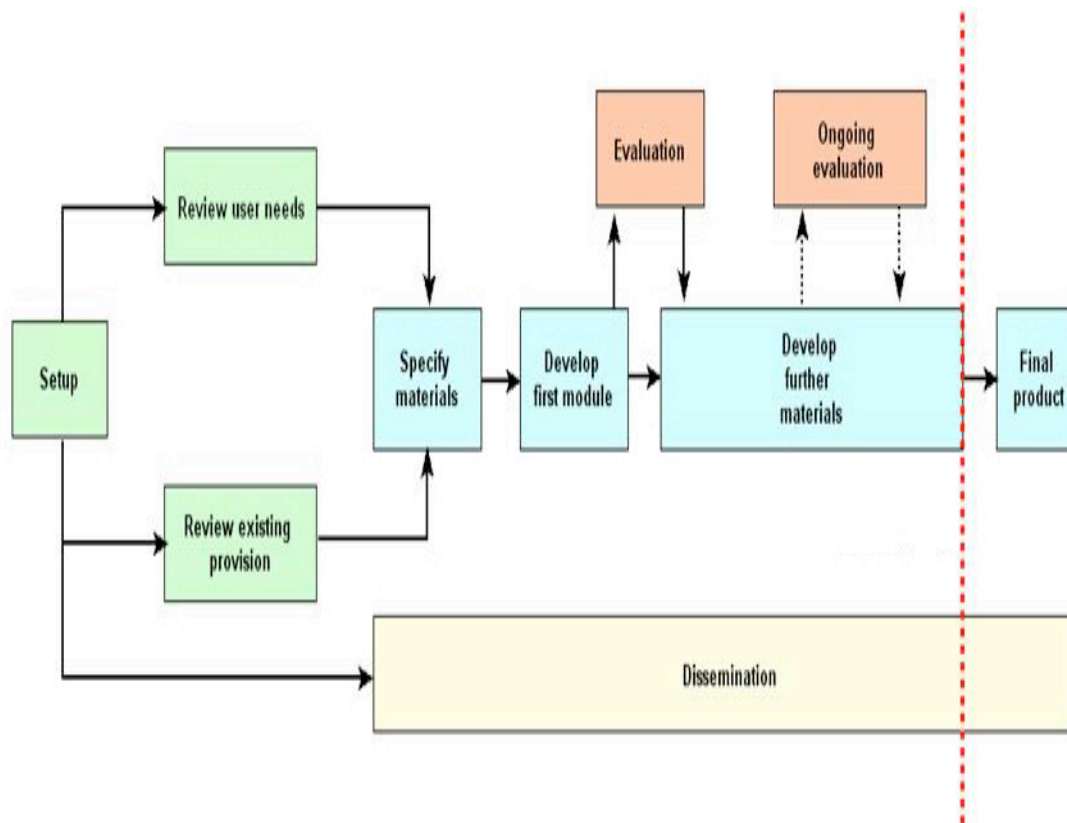 Evaluation
Ongoing
evaluation
Review user needs
Setup
Specify
materials
Develop
first module
Develop
further
materials
Final
product
Review existing
provision
Dissemination